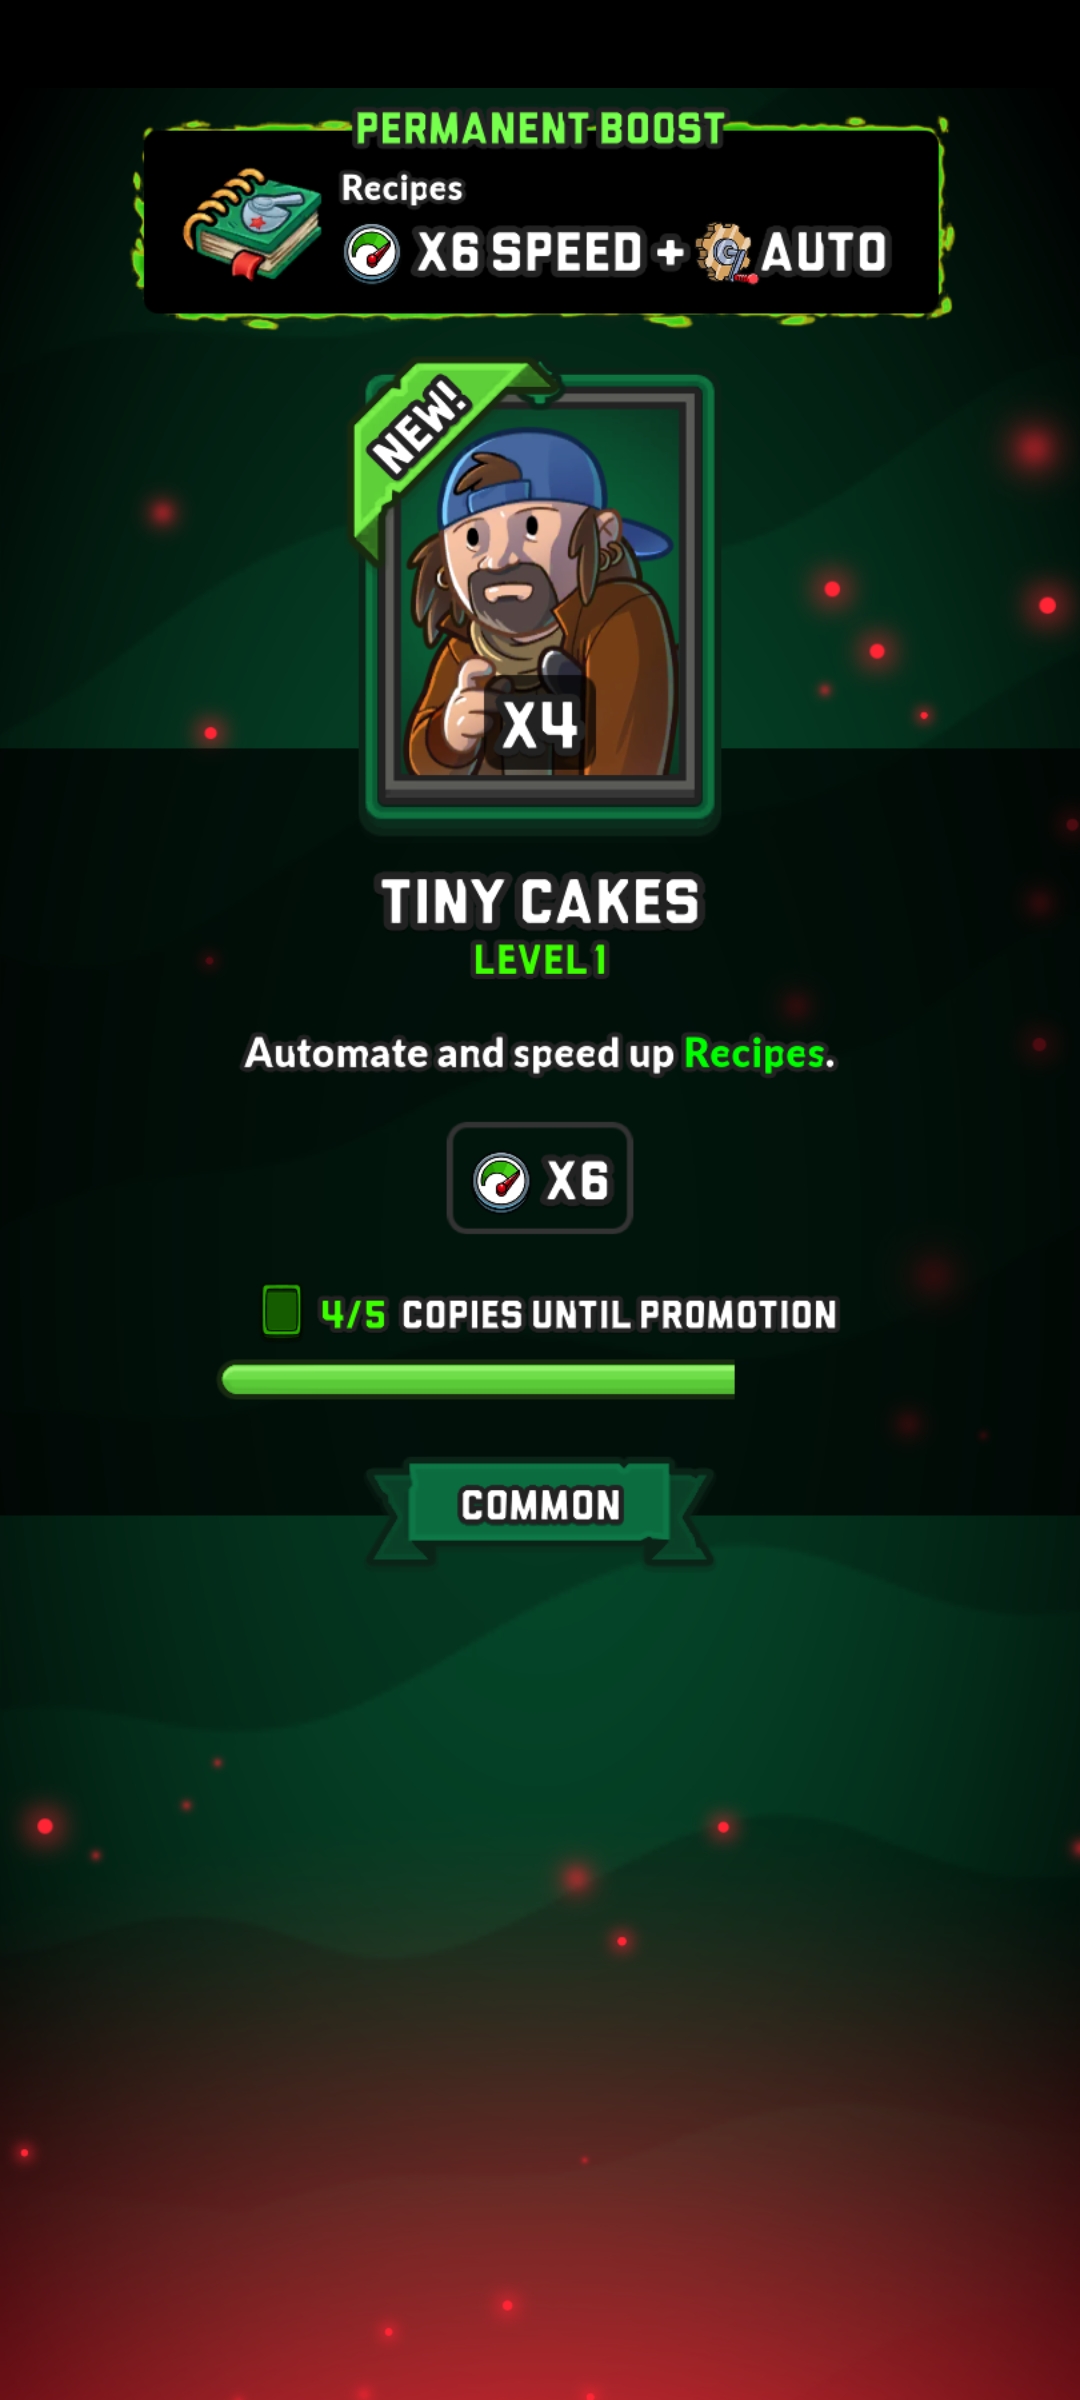 PERMANENT BOOST
Recipes
X6 SPEED + AUTO
NEW!
X4
TINY CAKES
LEVEL 1
Automate and speed up Recipes.
X6
4/5 COPIES UNTIL PROMOTION
COMMON